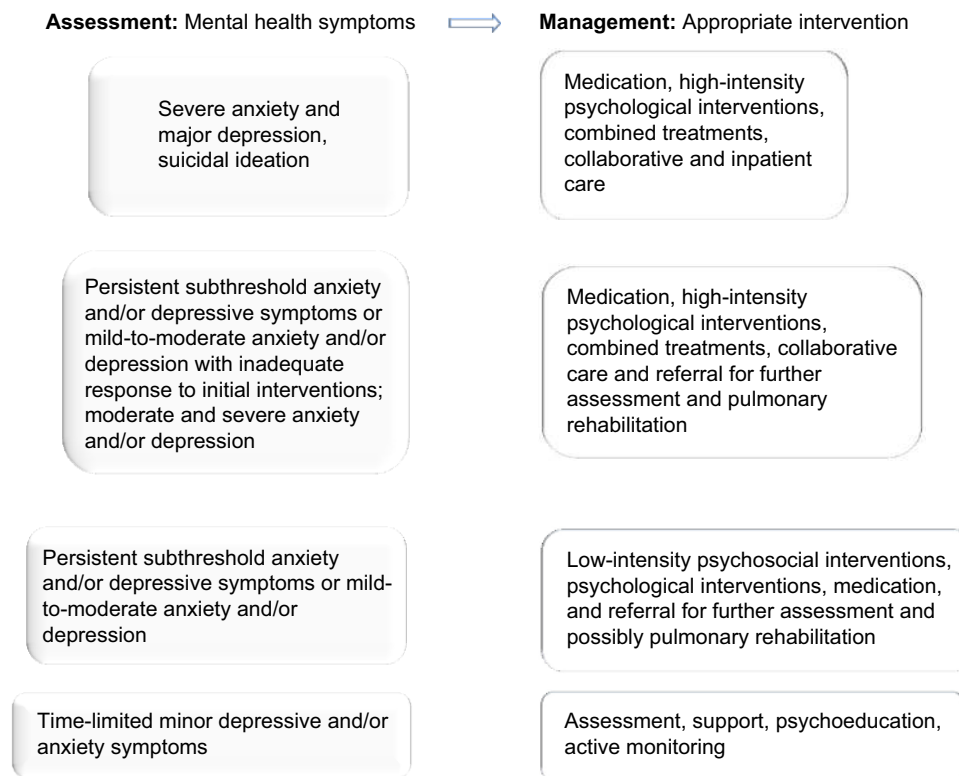 Assessment: Mental health symptoms
Management: Appropriate intervention
Severe anxiety and
major depression,
suicidal ideation
Medication, high-intensity
psychological interventions,
combined treatments,
collaborative and inpatient
care
Persistent subthreshold anxiety
and/or depressive symptoms or
mild-to-moderate anxiety and/or
depression with inadequate
response to initial interventions;
moderate and severe anxiety
and/or depression
Medication, high-intensity
psychological interventions,
combined treatments, collaborative
care and referral for further
assessment and pulmonary
rehabilitation
Persistent subthreshold anxiety
and/or depressive symptoms or mild-
to-moderate anxiety and/or
depression
Low-intensity psychosocial interventions,
psychological interventions, medication,
and referral for further assessment and
possibly pulmonary rehabilitation
Time-limited minor depressive and/or
anxiety symptoms
Assessment, support, psychoeducation,
active monitoring